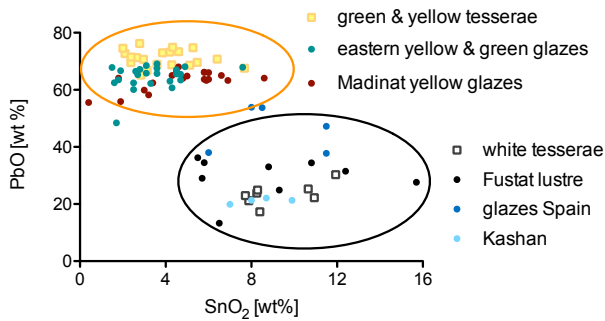 green & yellow tesserae
eastern yellow & green glazes
Madinat yellow glazes
white tesserae
Fustat lustre
glazes Spain
Kashan
PbO [wt %]
80
60
40
20
0
0 4 8 12 16
SnO₂ [wt%]